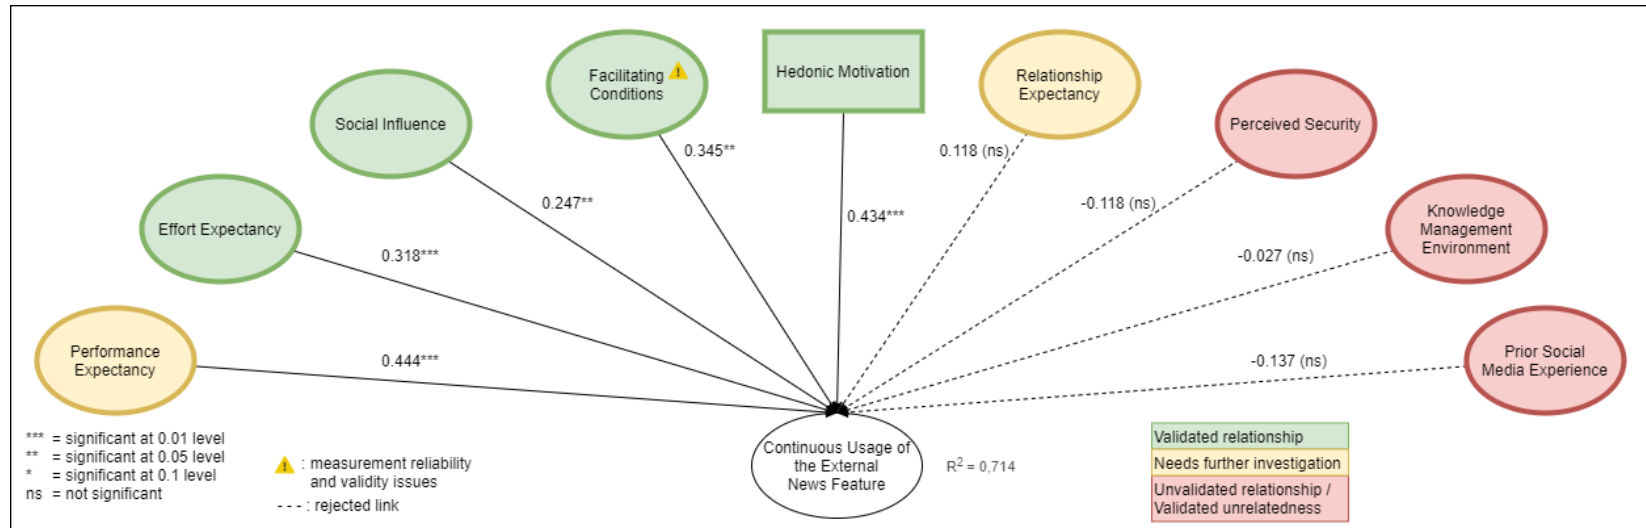 Facilitating
Conditions
Hedonic Motivation
Relationship
Expectancy
Social Influence
Perceived Security
0.345**
0.118 (ns)
0.247**
-0.118 (ns)
0.434***
Effort Expectancy
Knowledge
Management
Environment
0.318***
-0.027 (ns)
Performance
Expectancy
0.444***
-0.137 (ns)
Prior Social
Media Experience
*** = significant at 0.01 level
** = significant at 0.05 level
* = significant at 0.1 level
ns = not significant
: measurement reliability
and validity issues
- - - : rejected link
Continuous Usage of
the External
News Feature
R² = 0,714
Validated relationship
Needs further investigation
Unvalidated relationship /
Validated unrelatedness